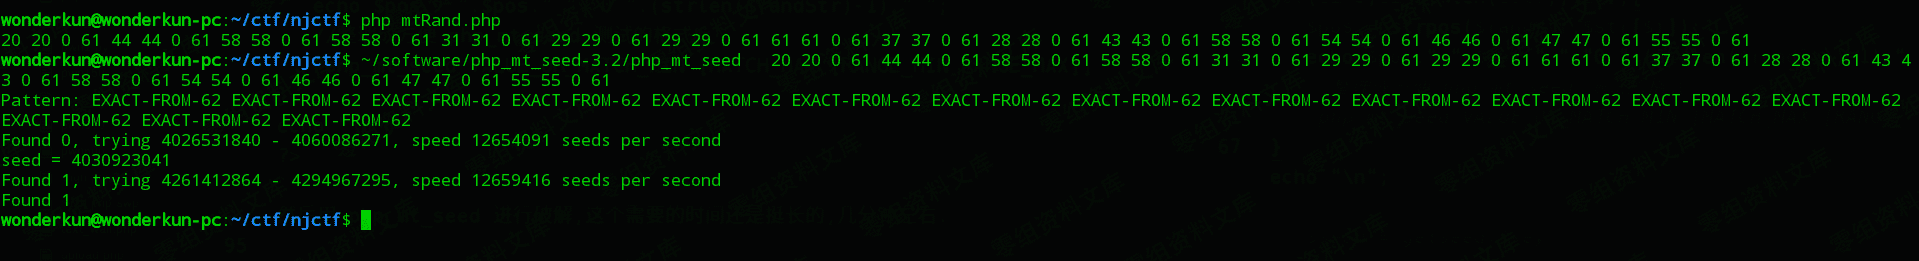 wonderkun@wonderkun-pc:~/ctf/njctf$ php mtRand.php
20 20 0 61 44 44 0 61 58 58 0 61 58 58 0 61 31 31 0 61 29 29 0 61 29 29 0 61 61 61 0 61 37 37 0 61 28 28 0 61 43 43 0 61 58 58 0 61 54 54 0 61 46 46 0 61 47 47 0 61 55 55 0 61
wonderkun@wonderkun-pc:~/ctf/njctf$ ~/software/php_mt_seed-3.2/php_mt_seed   20 20 0 61 44 44 0 61 58 58 0 61 58 58 0 61 31 31 0 61 29 29 0 61 29 29 0 61 61 61 0 61 37 37 0 61 28 28 0 61 43 4
3 0 61 58 58 0 61 54 54 0 61 46 46 0 61 47 47 0 61 55 55 0 61
Pattern: EXACT-FROM-62 EXACT-FROM-62 EXACT-FROM-62 EXACT-FROM-62 EXACT-FROM-62 EXACT-FROM-62 EXACT-FROM-62 EXACT-FROM-62 EXACT-FROM-62 EXACT-FROM-62 EXACT-FROM-62 EXACT-FROM-62 EXACT-FROM-62
EXACT-FROM-62 EXACT-FROM-62 EXACT-FROM-62
Found 0, trying 4026531840 - 4060086271, speed 12654091 seeds per second
seed = 4030923041
Found 1, trying 4261412864 - 4294967295, speed 12659416 seeds per second
Found 1
wonderkun@wonderkun-pc:~/ctf/njctf$